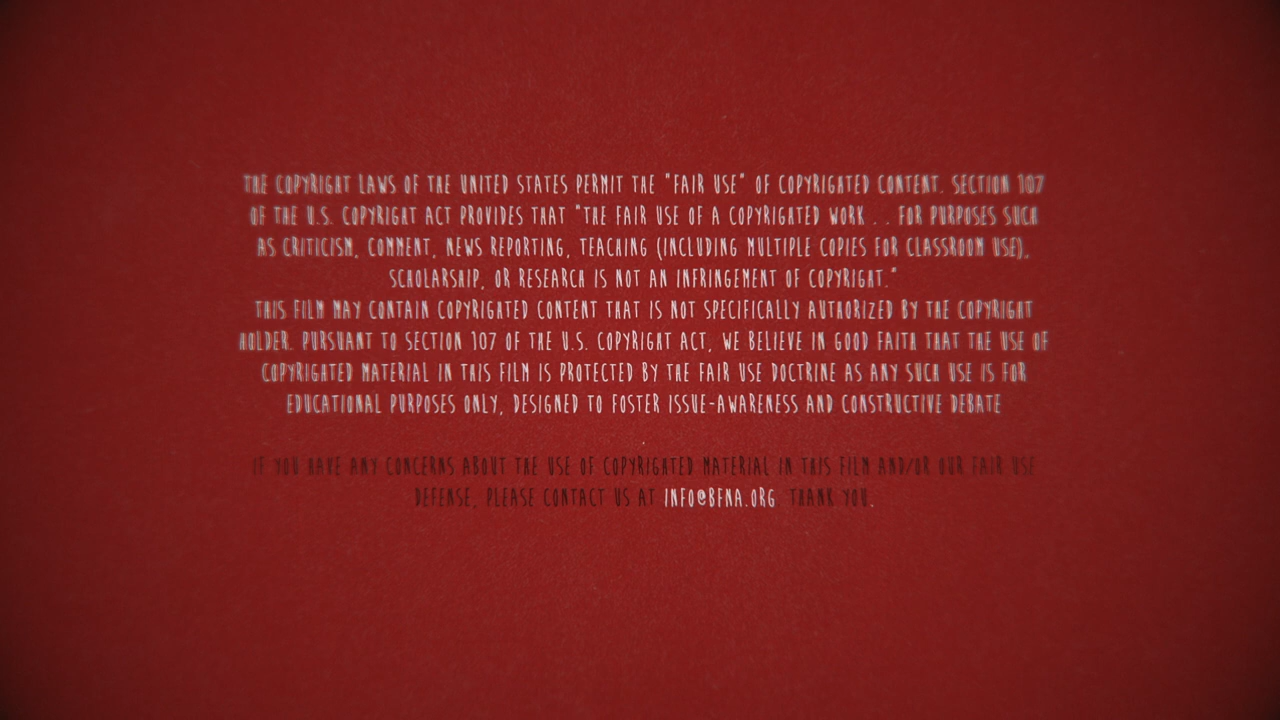 THE COPYRIGHT LAWS OF THE UNITED STATES PERMIT THE "FAIR USE" OF COPYRIGHTED CONTENT. SECTION 107
OF THE U.S. COPYRIGHT ACT PROVIDES THAT "THE FAIR USE OF A COPYRIGHTED WORK . . FOR PURPOSES SUCH
AS CRITICISM, COMMENT, NEWS REPORTING, TEACHING (INCLUDING MULTIPLE COPIES FOR CLASSROOM USE),
SCHOLARSHIP, OR RESEARCH IS NOT AN INFRINGEMENT OF COPYRIGHT."
THIS FILM MAY CONTAIN COPYRIGHTED CONTENT THAT IS NOT SPECIFICALLY AUTHORIZED BY THE COPYRIGHT
HOLDER. PURSUANT TO SECTION 107 OF THE U.S. COPYRIGHT ACT, WE BELIEVE IN GOOD FAITH THAT THE USE OF
COPYRIGHTED MATERIAL IN THIS FILM IS PROTECTED BY THE FAIR USE DOCTRINE AS ANY SUCH USE IS FOR
EDUCATIONAL PURPOSES ONLY, DESIGNED TO FOSTER ISSUE-AWARENESS AND CONSTRUCTIVE DEBATE
IF YOU HAVE ANY CONCERNS ABOUT THE USE OF COPYRIGHTED MATERIAL IN THIS FILM AND/OR OUR FAIR USE
DEFENSE, PLEASE CONTACT US AT INFO@BFNA.ORG THANK YOU.